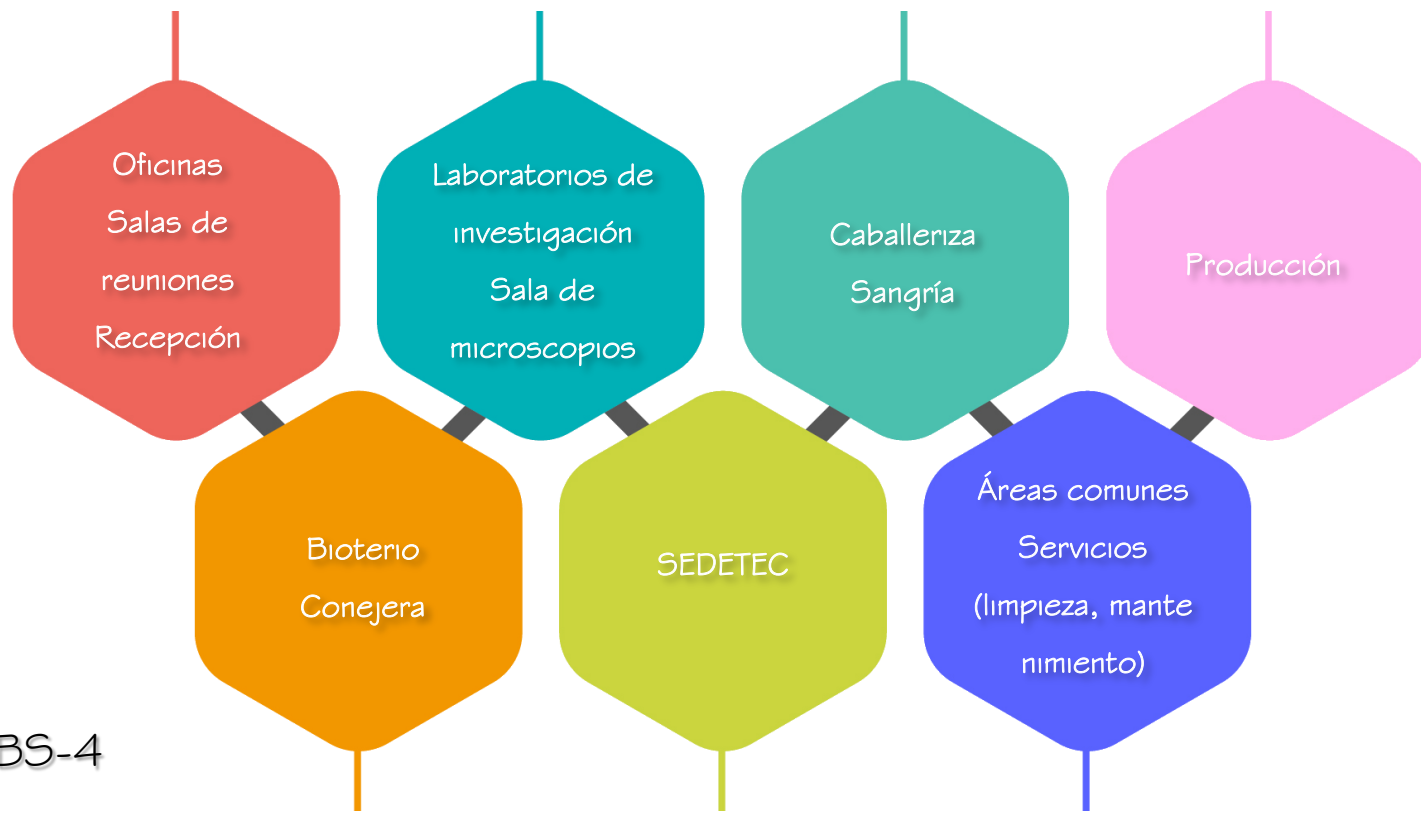 Oficinas
Salas de
reuniones
Recepción
Laboratorios de
investigación
Sala de
microscopios
Caballeriza
Sangría
Producción
Bioterio
Conejera
SEDETEC
Áreas comunes
Servicios
(limpieza, mante
nimiento)
BS-4